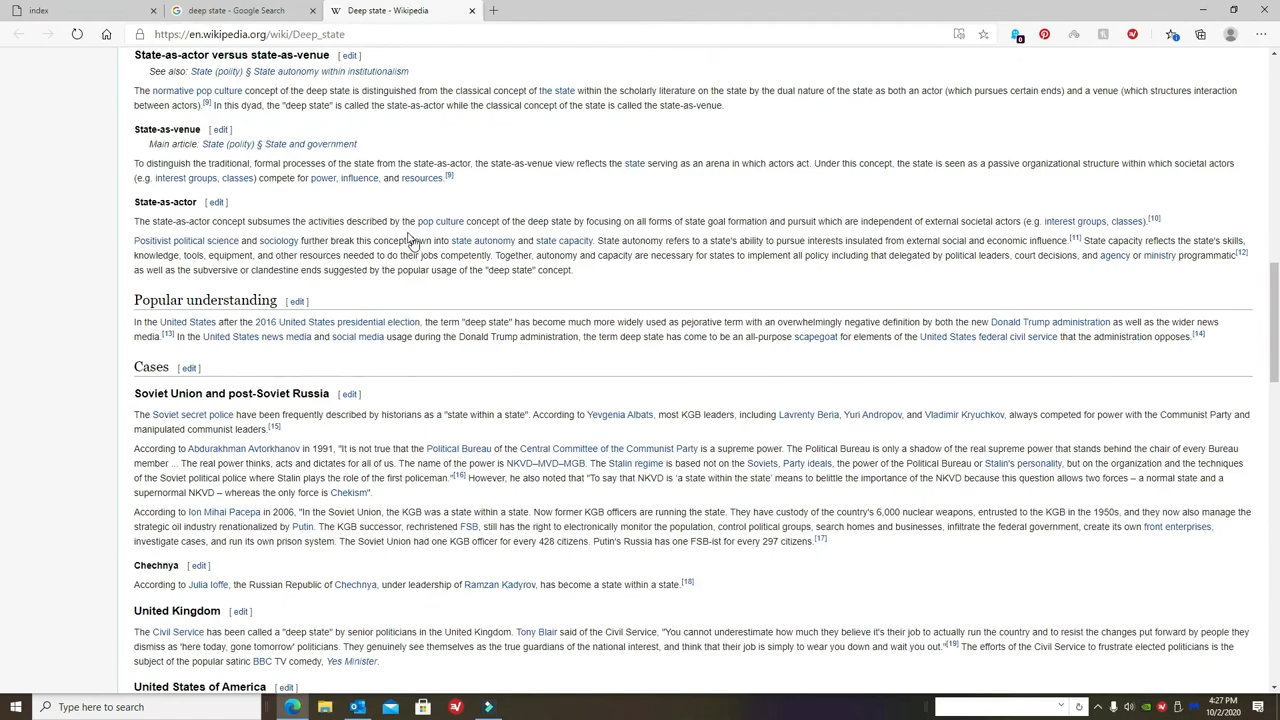 index
deep state - Google Search
Deep state - Wikipedia
https://en.wikipedia.org/wiki/Deep_state
State-as-actor versus state-as-venue [ edit ]
See also: State (polity) § State autonomy within institutionalism
The normative pop culture concept of the deep state is distinguished from the classical concept of the state within the scholarly literature on the state by the dual nature of the state as both an actor (which pursues certain ends) and a venue (which structures interaction
between actors).[9] In this dyad, the "deep state" is called the state-as-actor while the classical concept of the state is called the state-as-venue.
State-as-venue [ edit ]
Main article: State (polity) § State and government
To distinguish the traditional, formal processes of the state from the state-as-actor, the state-as-venue view reflects the state serving as an arena in which actors act. Under this concept, the state is seen as a passive organizational structure within which societal actors
(e.g. interest groups, classes) compete for power, influence, and resources.[9]
State-as-actor [ edit ]
The state-as-actor concept subsumes the activities described by the pop culture concept of the deep state by focusing on all forms of state goal formation and pursuit which are independent of external societal actors (e.g. interest groups, classes).[10]
Positivist political science and sociology further break this concept down into state autonomy and state capacity. State autonomy refers to a state's ability to pursue interests insulated from external social and economic influence.[11] State capacity reflects the state's skills,
knowledge, tools, equipment, and other resources needed to do their jobs competently. Together, autonomy and capacity are necessary for states to implement all policy including that delegated by political leaders, court decisions, and agency or ministry programmatic[12]
as well as the subversive or clandestine ends suggested by the popular usage of the "deep state" concept.
Popular understanding [ edit ]
In the United States after the 2016 United States presidential election, the term "deep state" has become much more widely used as pejorative term with an overwhelmingly negative definition by both the new Donald Trump administration as well as the wider news
media.[13] In the United States news media and social media usage during the Donald Trump administration, the term deep state has come to be an all-purpose scapegoat for elements of the United States federal civil service that the administration opposes.[14]
Cases [ edit ]
Soviet Union and post-Soviet Russia [ edit ]
The Soviet secret police have been frequently described by historians as a "state within a state". According to Yevgenia Albats, most KGB leaders, including Lavrenty Beria, Yuri Andropov, and Vladimir Kryuchkov, always competed for power with the Communist Party and
manipulated communist leaders.[15]
According to Abdurakhman Avtorkhanov in 1991, "It is not true that the Political Bureau of the Central Committee of the Communist Party is a supreme power. The Political Bureau is only a shadow of the real supreme power that stands behind the chair of every Bureau
member ... The real power thinks, acts and dictates for all of us. The name of the power is NKVD–MVD–MGB. The Stalin regime is based not on the Soviets, Party ideals, the power of the Political Bureau or Stalin's personality, but on the organization and the techniques
of the Soviet political police where Stalin plays the role of the first policeman."[16] However, he also noted that "To say that NKVD is 'a state within the state' means to belittle the importance of the NKVD because this question allows two forces – a normal state and a
supernormal NKVD – whereas the only force is Chekism".
According to Ion Mihai Pacepa in 2006, "In the Soviet Union, the KGB was a state within a state. Now former KGB officers are running the state. They have custody of the country's 6,000 nuclear weapons, entrusted to the KGB in the 1950s, and they now also manage the
strategic oil industry renationalized by Putin. The KGB successor, rechristened FSB, still has the right to electronically monitor the population, control political groups, search homes and businesses, infiltrate the federal government, create its own front enterprises,
investigate cases, and run its own prison system. The Soviet Union had one KGB officer for every 428 citizens. Putin's Russia has one FSB-ist for every 297 citizens.[17]
Chechnya [ edit ]
According to Julia Ioffe, the Russian Republic of Chechnya, under leadership of Ramzan Kadyrov, has become a state within a state.[18]
United Kingdom [ edit ]
The Civil Service has been called a "deep state" by senior politicians in the United Kingdom. Tony Blair said of the Civil Service, "You cannot underestimate how much they believe it's their job to actually run the country and to resist the changes put forward by people they
dismiss as 'here today, gone tomorrow' politicians. They genuinely see themselves as the true guardians of the national interest, and think that their job is simply to wear you down and wait you out."[19] The efforts of the Civil Service to frustrate elected politicians is the
subject of the popular satiric BBC TV comedy, Yes Minister.
United States of America [ edit ]
Type here to search
4:27 PM
10/2/2020